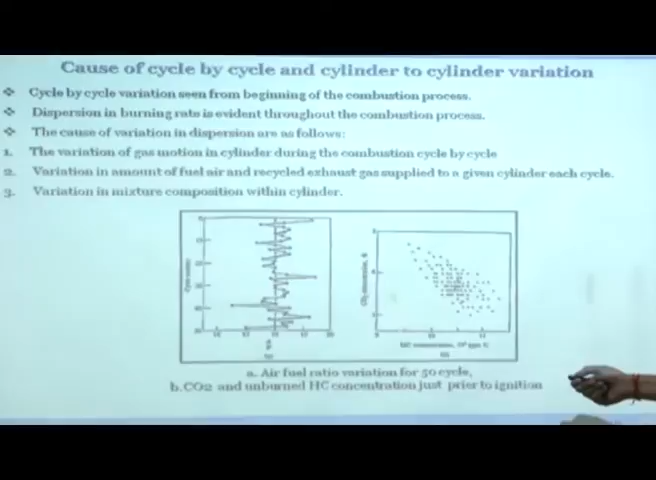 Cause of cycle by cycle and cylinder to cylinder variation
❖ Cycle by cycle variation seen from beginning of the combustion process.
❖ Dispersion in burning rate is evident throughout the combustion process.
❖ The cause of variation in dispersion are as follows:
1. The variation of gas motion in cylinder during the combustion cycle by cycle
2. Variation in amount of fuel air and recycled exhaust gas supplied to a given cylinder each cycle.
3. Variation in mixture composition within cylinder.
a. Air fuel ratio variation for 50 cycle,
b.CO2 and unburned HC concentration just prior to ignition